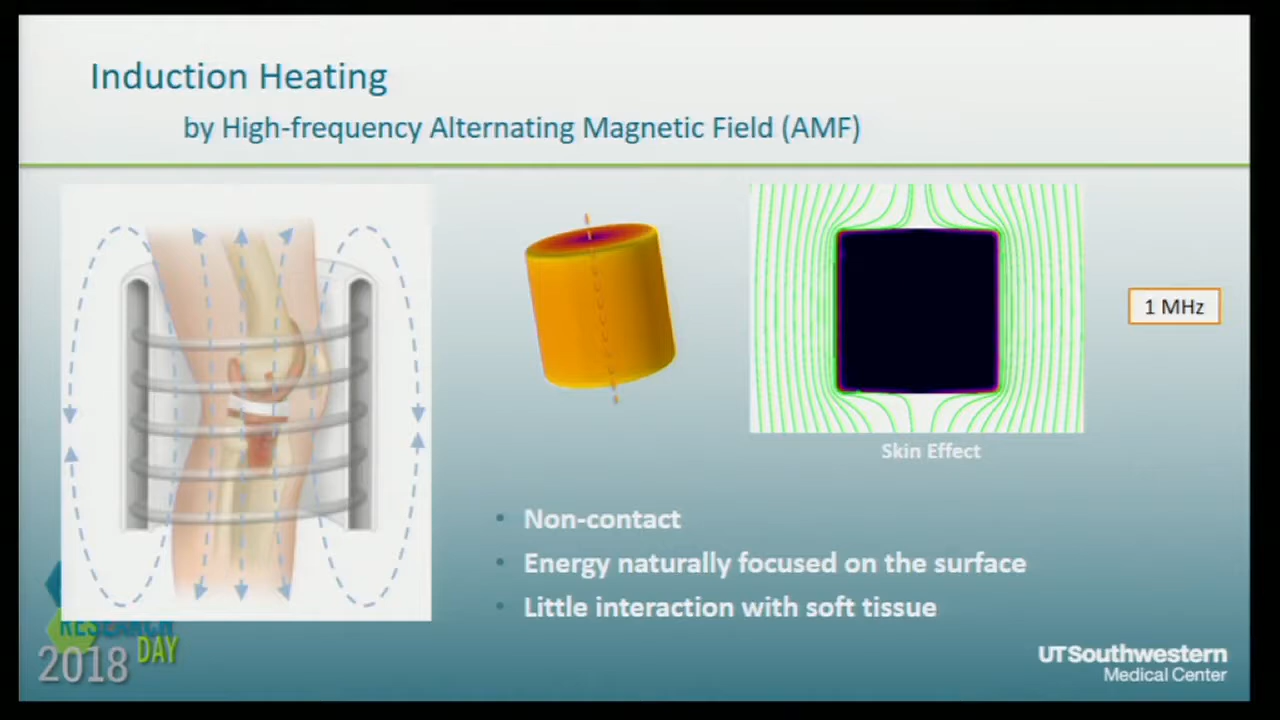 Induction Heating
by High-frequency Alternating Magnetic Field (AMF)
1 MHz
Skin Effect
• Non-contact
• Energy naturally focused on the surface
• Little interaction with soft tissue
RESEARCH
DAY
2018
UTSouthwestern
Medical Center